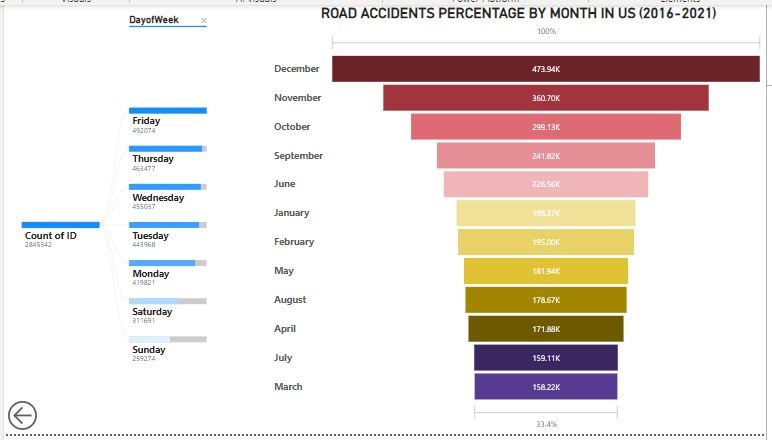 ROAD ACCIDENTS PERCENTAGE BY MONTH IN US (2016-2021)
DayofWeek ×
Friday
492074
Thursday
463477
Wednesday
455037
Count of ID
2845342
Tuesday
443968
Monday
419821
Saturday
311691
Sunday
259274
100%
December 473.94K
November 360.70K
October 299.13K
September 241.82K
June 226.56K
January 198.37K
February 195.00K
May 181.94K
August 178.67K
April 171.88K
July 159.11K
March 158.22K
33.4%